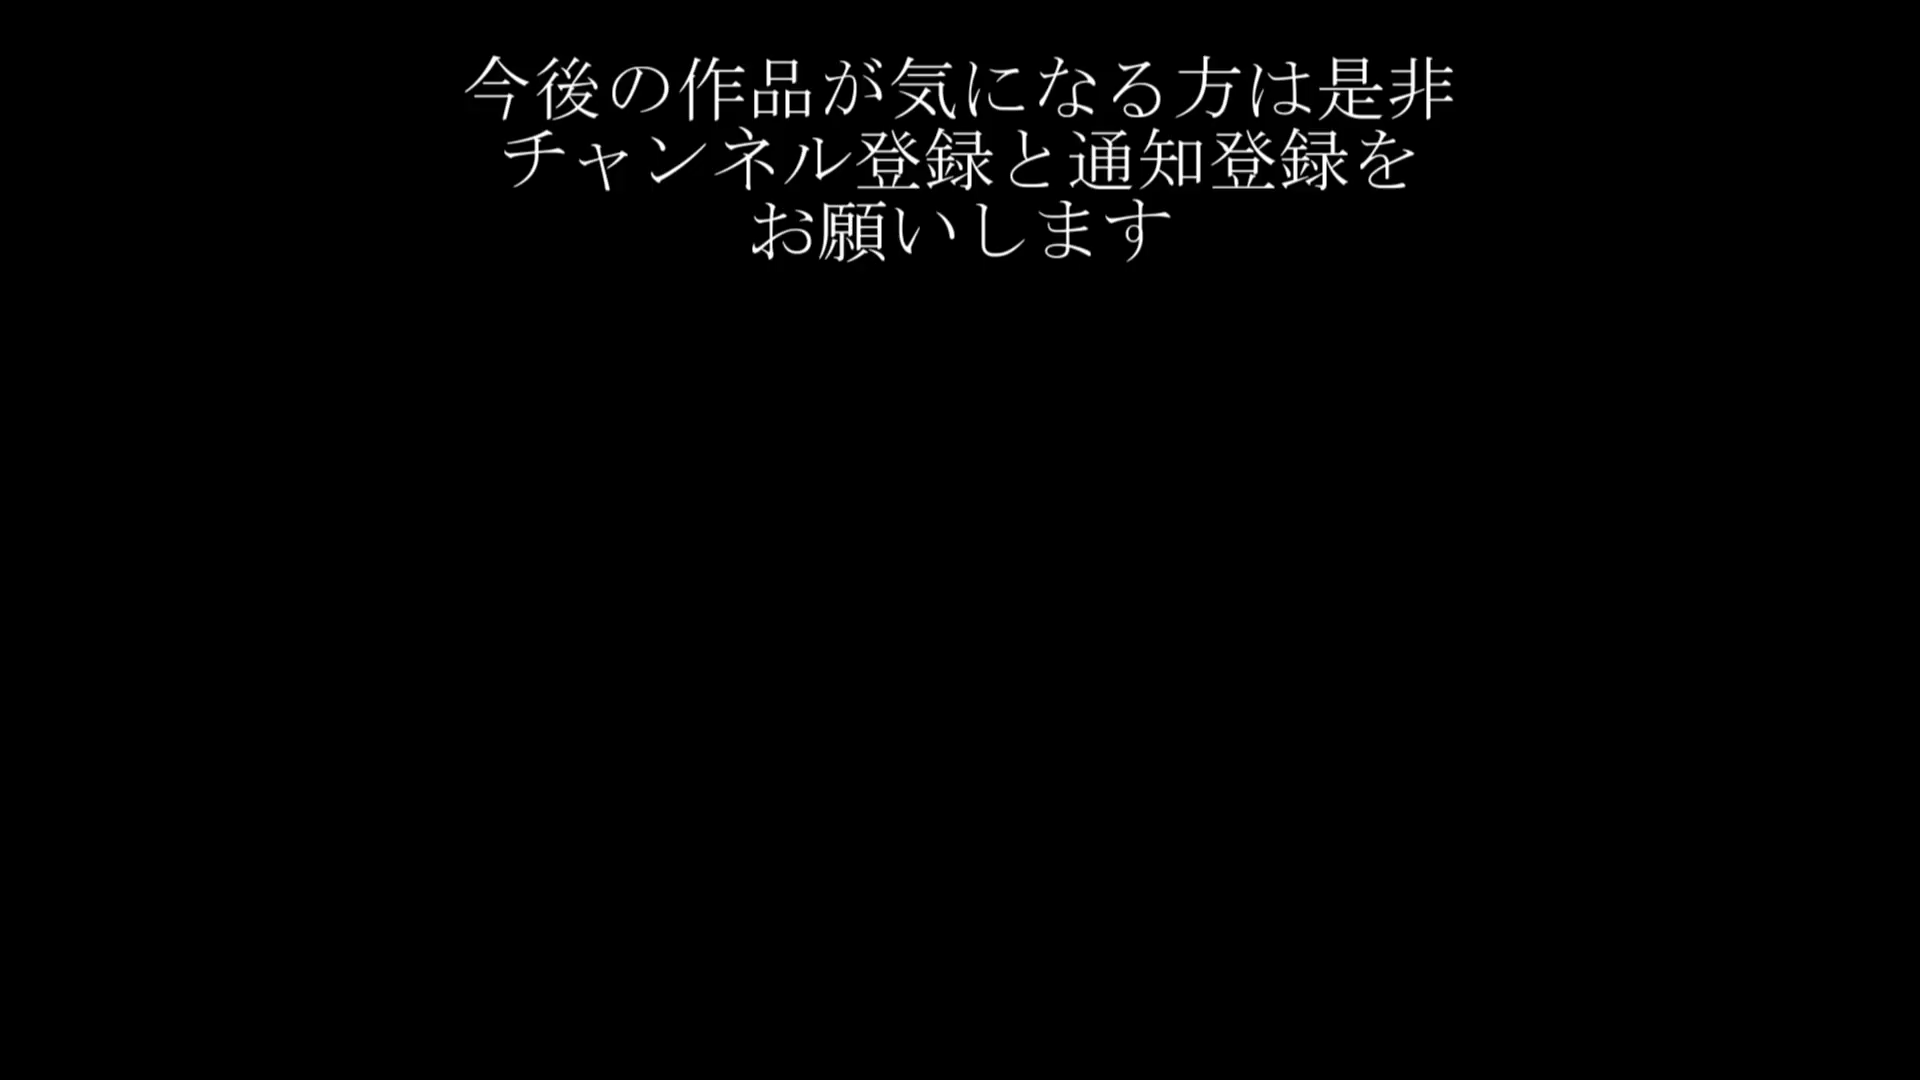 今後の作品が気になる方は是非
チャンネル登録と通知登録を
お願いします